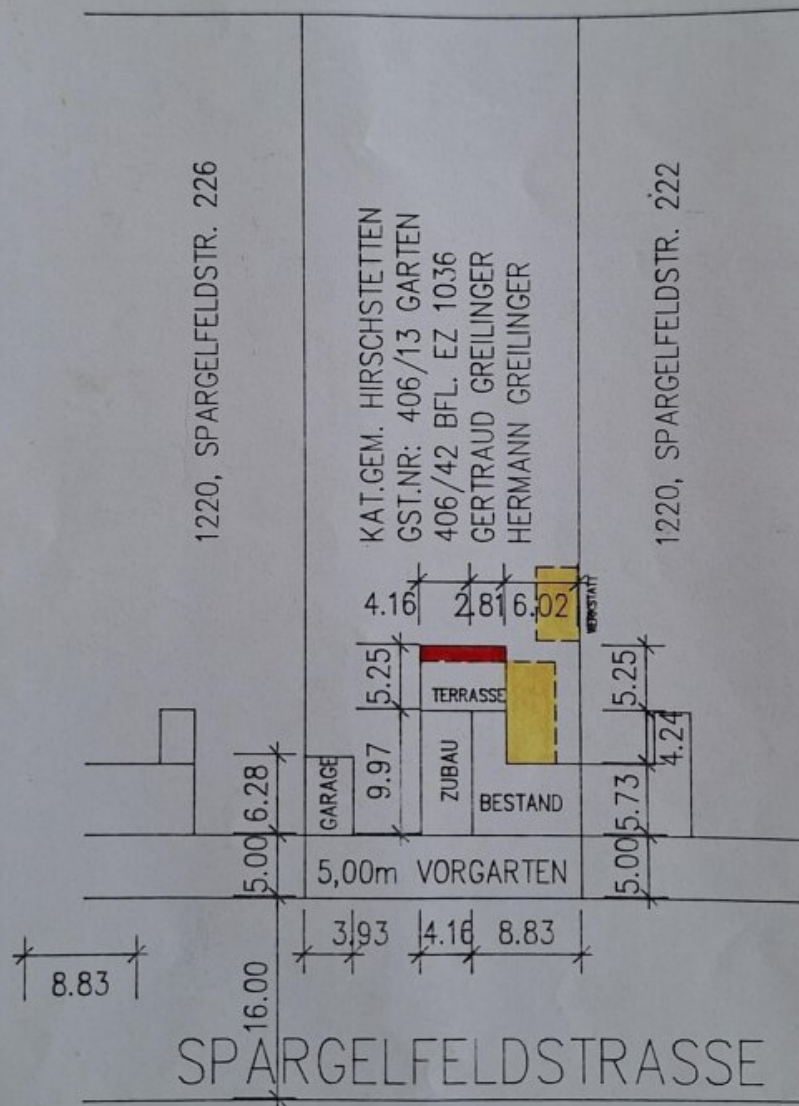 1220, SPARGELFELDSTR. 226
KAT.GEM. HIRSCHSTETTEN
GST.NR: 406/13 GARTEN
406/42 BFL. EZ 1036
GERTRAUD GREILINGER
HERMANN GREILINGER
1220, SPARGELFELDSTR. 222
4.16 2.81 6.02
WERKSTATT
5.25
TERRASSE
5.25
6.28
GARAGE
9.97
ZUBAU
BESTAND
4.24
5.73
5.00
5,00m VORGARTEN
5.00
3.93 4.16 8.83
8.83
16.00
SPARGELFELDSTRASSE